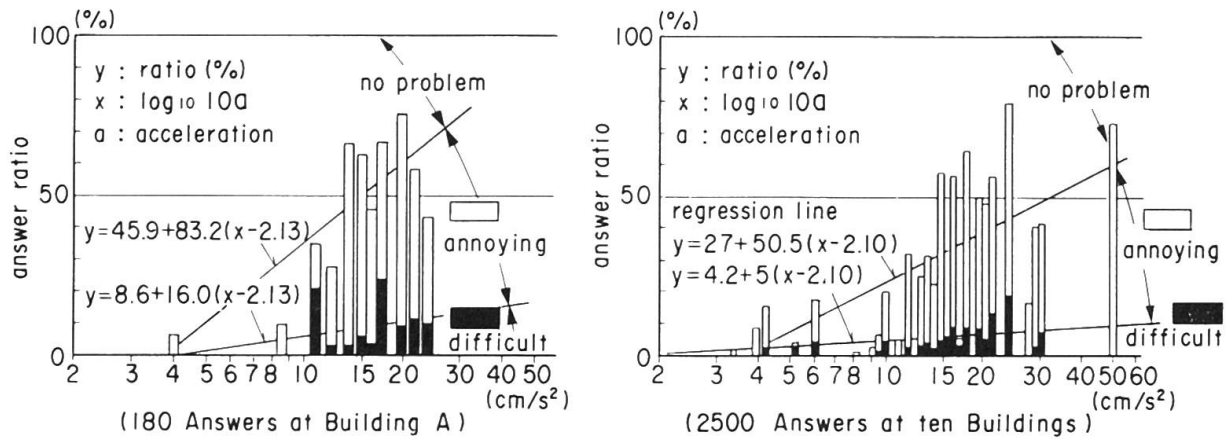 (%)
100
y : ratio (%)
x : log10 10a
a : acceleration
no problem
answer ratio
50
y=45.9+83.2(x-2.13)
annoying
y=8.6+16.0(x-2.13)
difficult
0
2 3 4 5 6 7 8 10 15 20 30 40 50
(cm/s²)
(180 Answers at Building A)
(%)
100
y : ratio (%)
x : log10 10a
a : acceleration
no problem
answer ratio
50
regression line
y=27+50.5(x-2.10)
annoying
y=4.2+5(x-2.10)
difficult
0
2 3 4 5 6 7 8 10 15 20 30 40 50 60
(cm/s²)
(2500 Answers at ten Buildings)